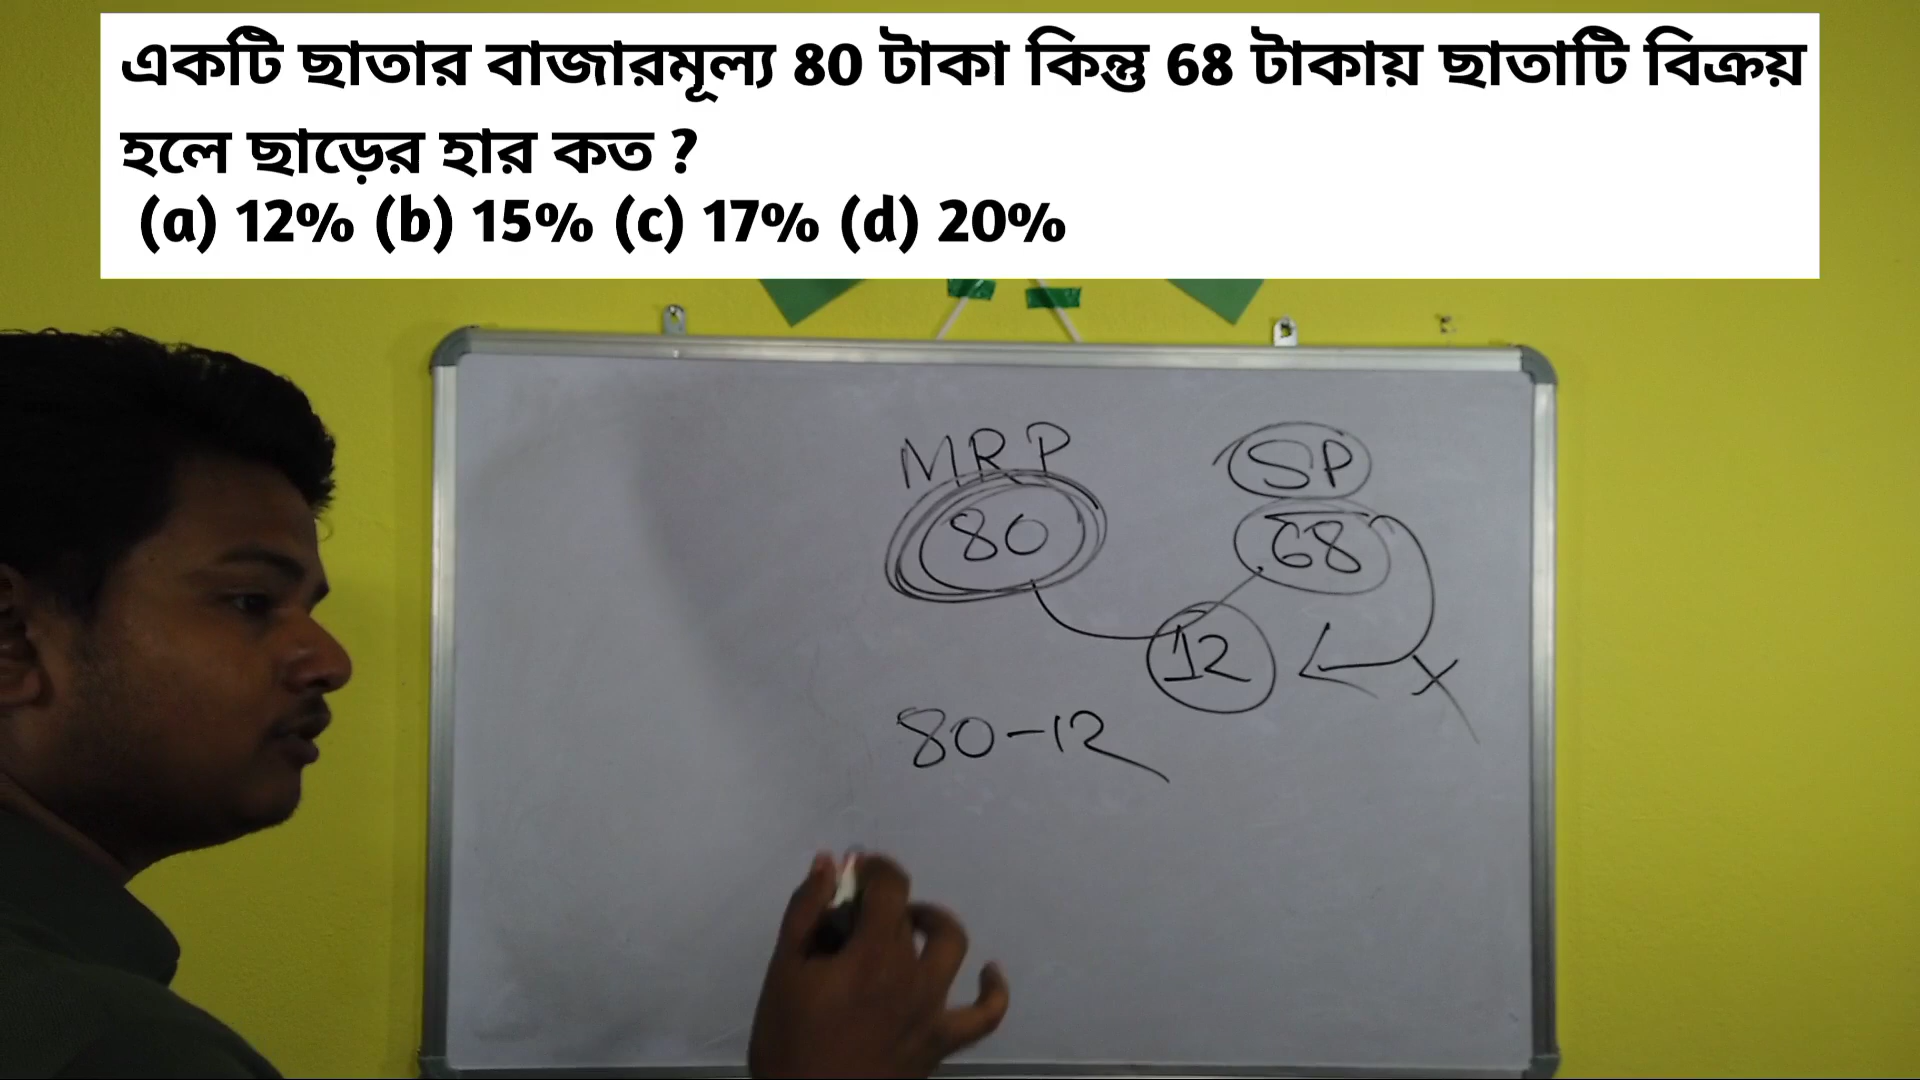 একটি ছাতার বাজারমূল্য 80 টাকা কিন্তু 68 টাকায় ছাতাটি বিক্রয়
হলে ছাড়ের হার কত ?
(a) 12% (b) 15% (c) 17% (d) 20%
MRP SP
80 68
12
80-12